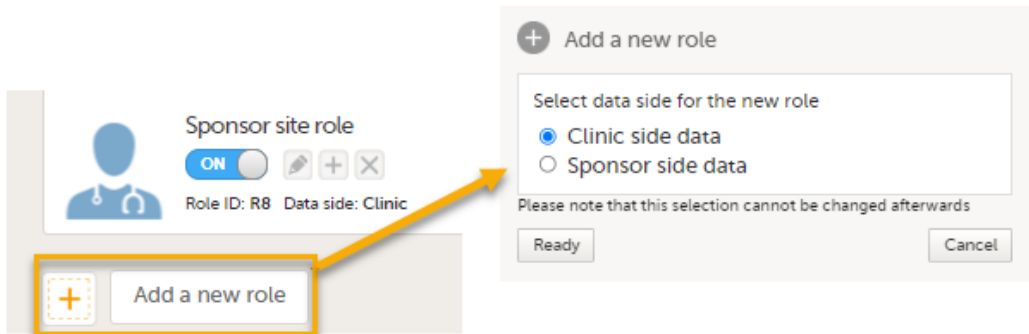 Sponsor site role
ON
Role ID: R8 Data side: Clinic
Add a new role
Add a new role
Select data side for the new role
Clinic side data
Sponsor side data
Please note that this selection cannot be changed afterwards
Ready
Cancel